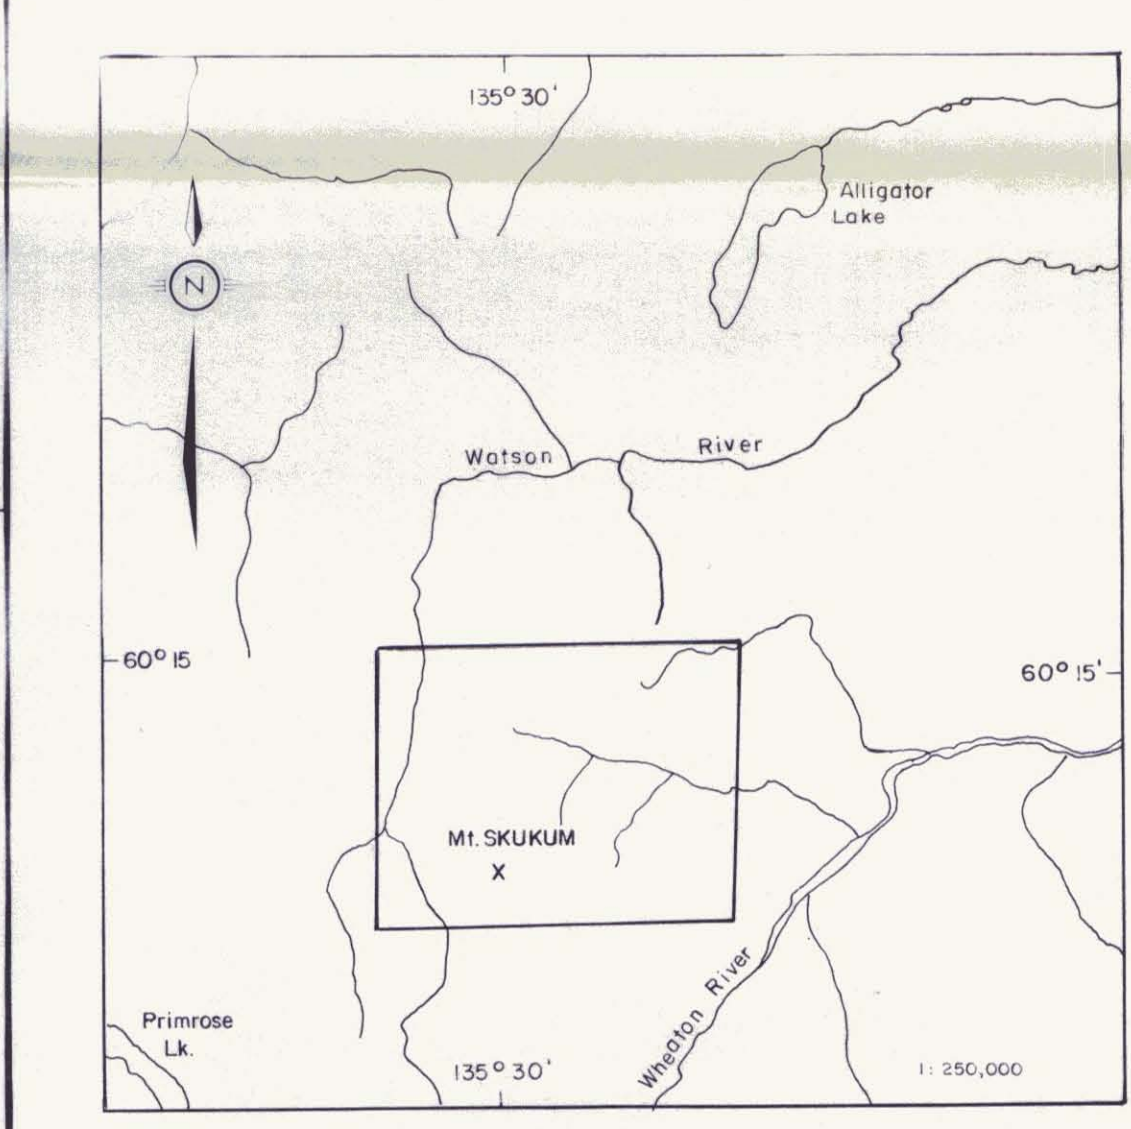 135° 30'
Alligator
Lake
N
Watson River
60° 15
60° 15'
Mt. SKUKUM
X
Wheaton River
Primrose
Lk.
135° 30'
1: 250,000